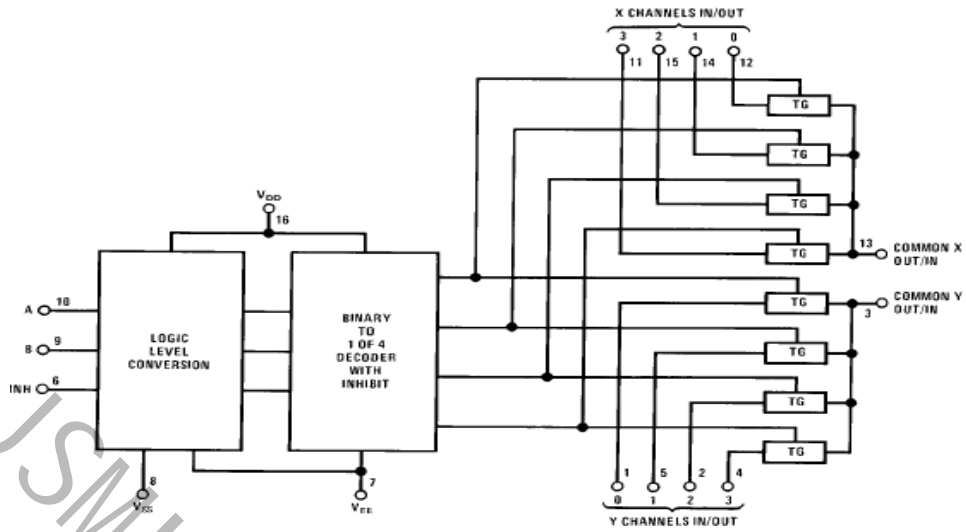 X CHANNELS IN/OUT
3 2 1 0
11 15 14 12
TG
TG
TG
TG
13
COMMON X
OUT/IN
VDD
16
A 10
B 9
INH 6
LOGIC
LEVEL
CONVERSION
BINARY
TO
1 OF 4
DECODER
WITH
INHIBIT
TG
TG
TG
TG
3
COMMON Y
OUT/IN
8
VSS
7
VEE
1 5 2 4
0 1 2 3
Y CHANNELS IN/OUT